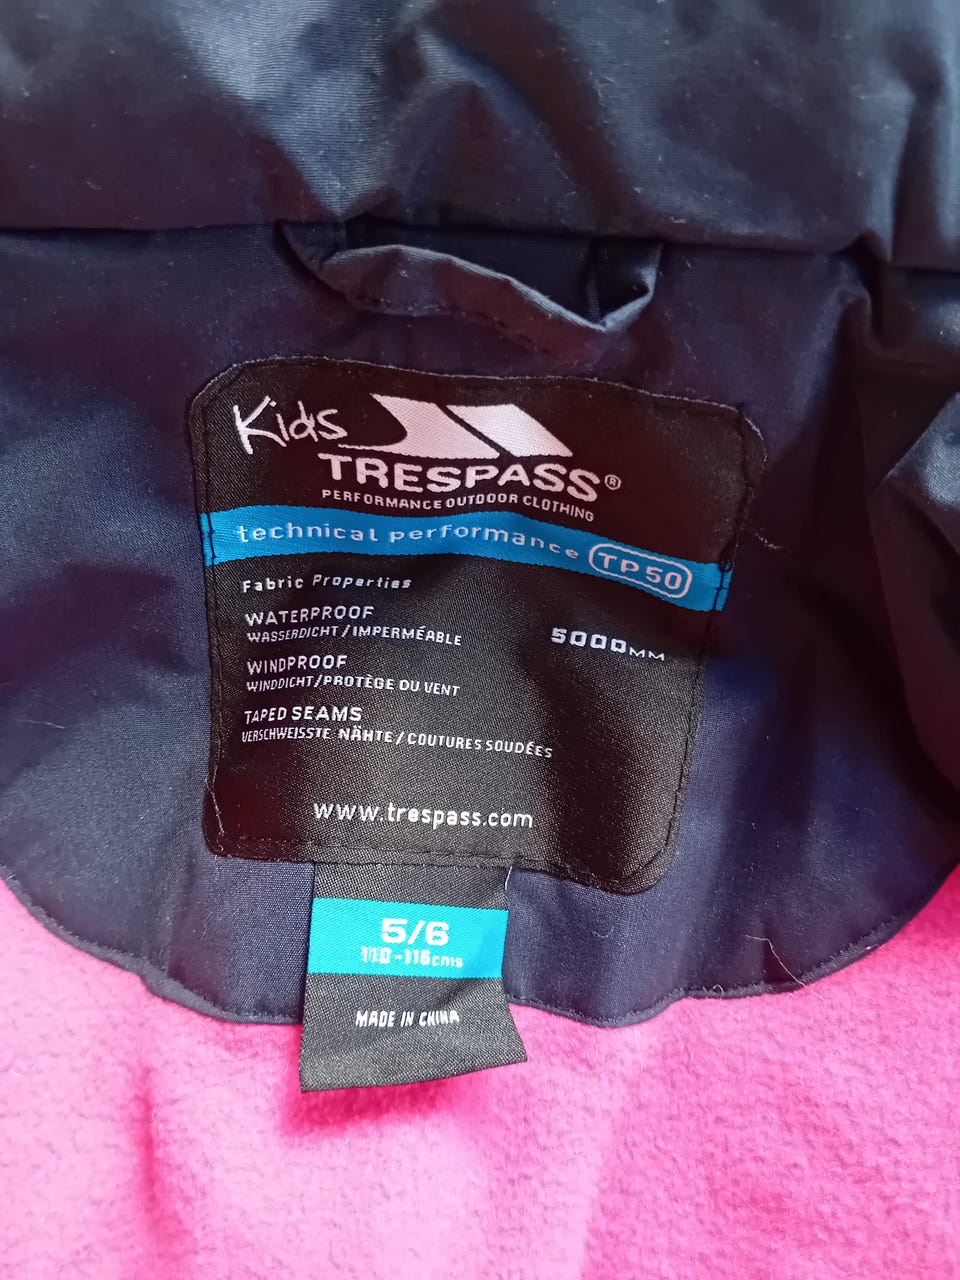 Kids
TRESPASS®
PERFORMANCE OUTDOOR CLOTHING
technical performance TP50
Fabric Properties
WATERPROOF
WASSERDICHT / IMPERMÉABLE 5000MM
WINDPROOF
WINDDICHT/PROTÈGE DU VENT
TAPED SEAMS
VERSCHWEISSTE NÄHTE / COUTURES SOUDÉES
www.trespass.com
5/6
110-116cms
MADE IN CHINA